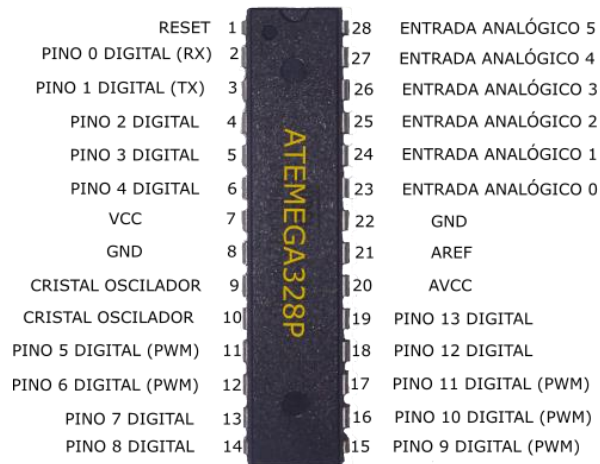 RESET 1
PINO 0 DIGITAL (RX) 2
PINO 1 DIGITAL (TX) 3
PINO 2 DIGITAL 4
PINO 3 DIGITAL 5
PINO 4 DIGITAL 6
VCC 7
GND 8
CRISTAL OSCILADOR 9
CRISTAL OSCILADOR 10
PINO 5 DIGITAL (PWM) 11
PINO 6 DIGITAL (PWM) 12
PINO 7 DIGITAL 13
PINO 8 DIGITAL 14
ATEMEGA328P
28 ENTRADA ANALÓGICO 5
27 ENTRADA ANALÓGICO 4
26 ENTRADA ANALÓGICO 3
25 ENTRADA ANALÓGICO 2
24 ENTRADA ANALÓGICO 1
23 ENTRADA ANALÓGICO 0
22 GND
21 AREF
20 AVCC
19 PINO 13 DIGITAL
18 PINO 12 DIGITAL
17 PINO 11 DIGITAL (PWM)
16 PINO 10 DIGITAL (PWM)
15 PINO 9 DIGITAL (PWM)